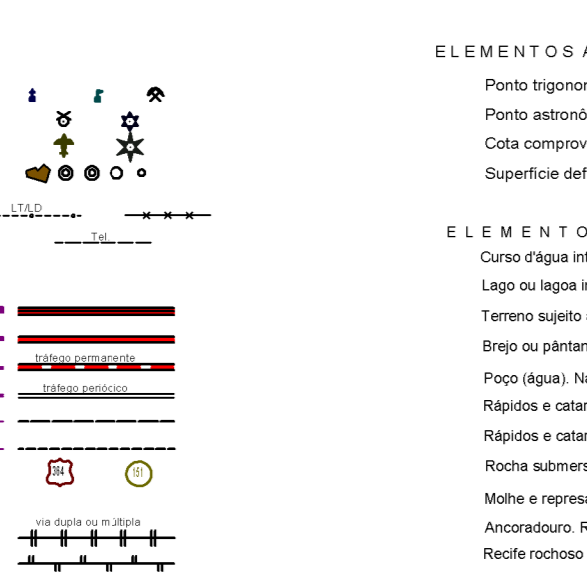 LT/LD
Tel.
tráfego permanente
tráfego periócico
364
151
via dupla ou múltipla
ELEMENTOS A
Ponto trigonor
Ponto astronô
Cota comprov
Superfície def
ELEMENTO
Curso d'água int
Lago ou lagoa i
Terreno sujeito
Brejo ou pântan
Poço (água). Na
Rápidos e catar
Rápidos e catar
Rocha submers
Molhe e repres
Ancoradouro. R
Recife rochoso